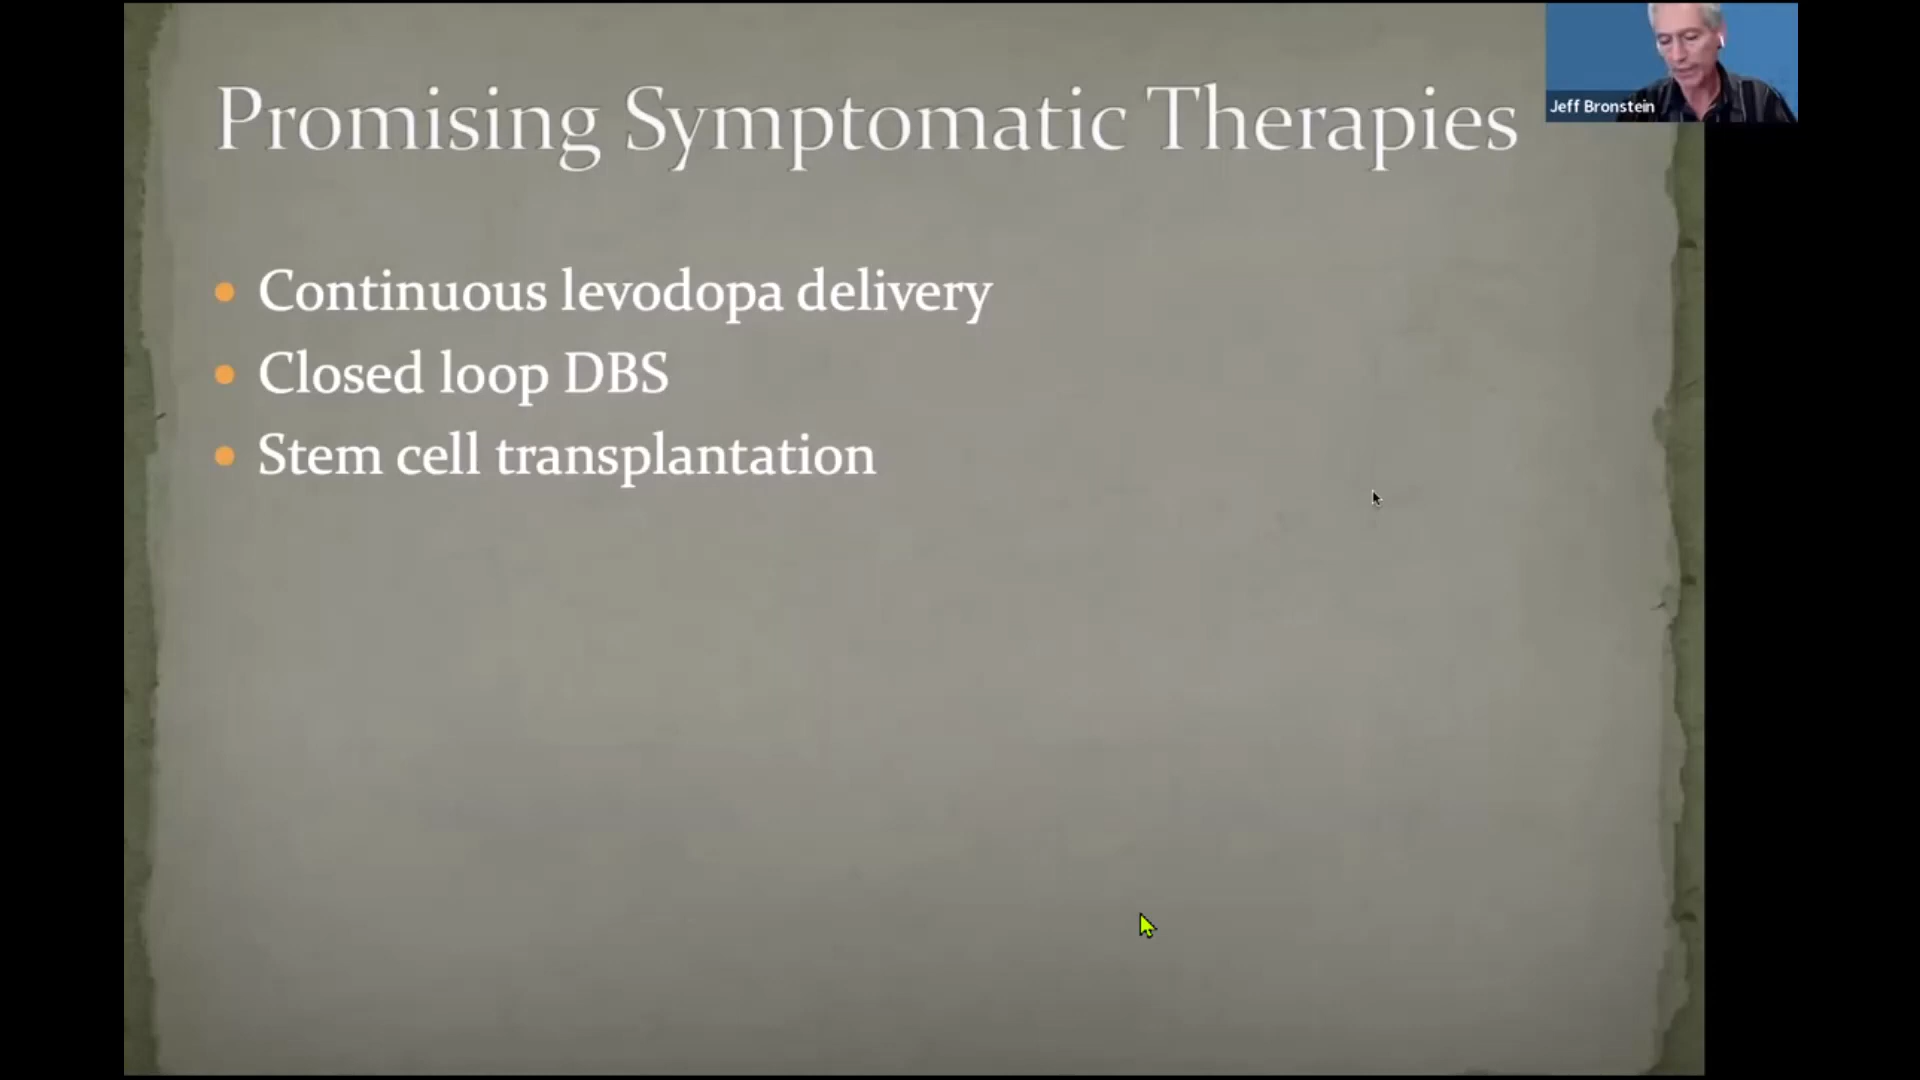 Promising Symptomatic Therapies
Jeff Bronstein
Continuous levodopa delivery
Closed loop DBS
Stem cell transplantation